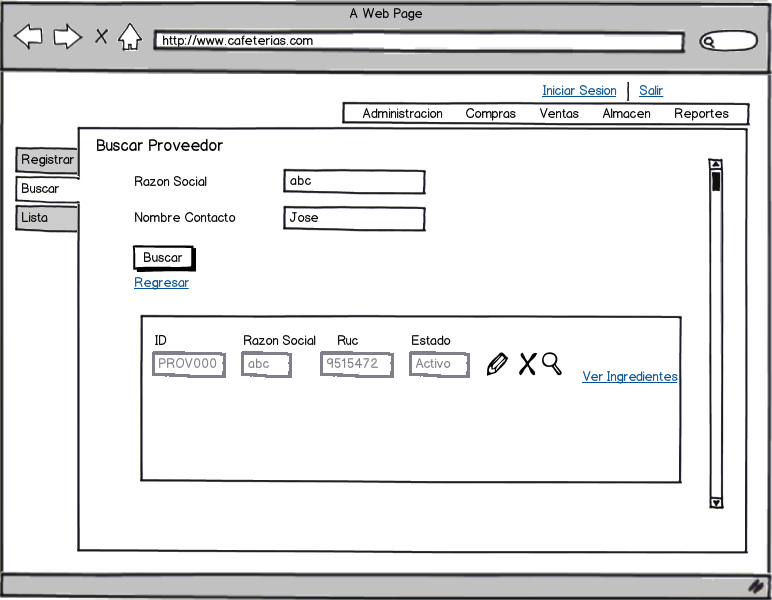 A Web Page
http://www.cafeterias.com
Iniciar Sesion Salir
Administracion Compras Ventas Almacen Reportes
Registrar
Buscar
Lista
Buscar Proveedor
Razon Social abc
Nombre Contacto Jose
Buscar
Regresar
ID Razon Social Ruc Estado
PROV000 abc 9515472 Activo
Ver Ingredientes